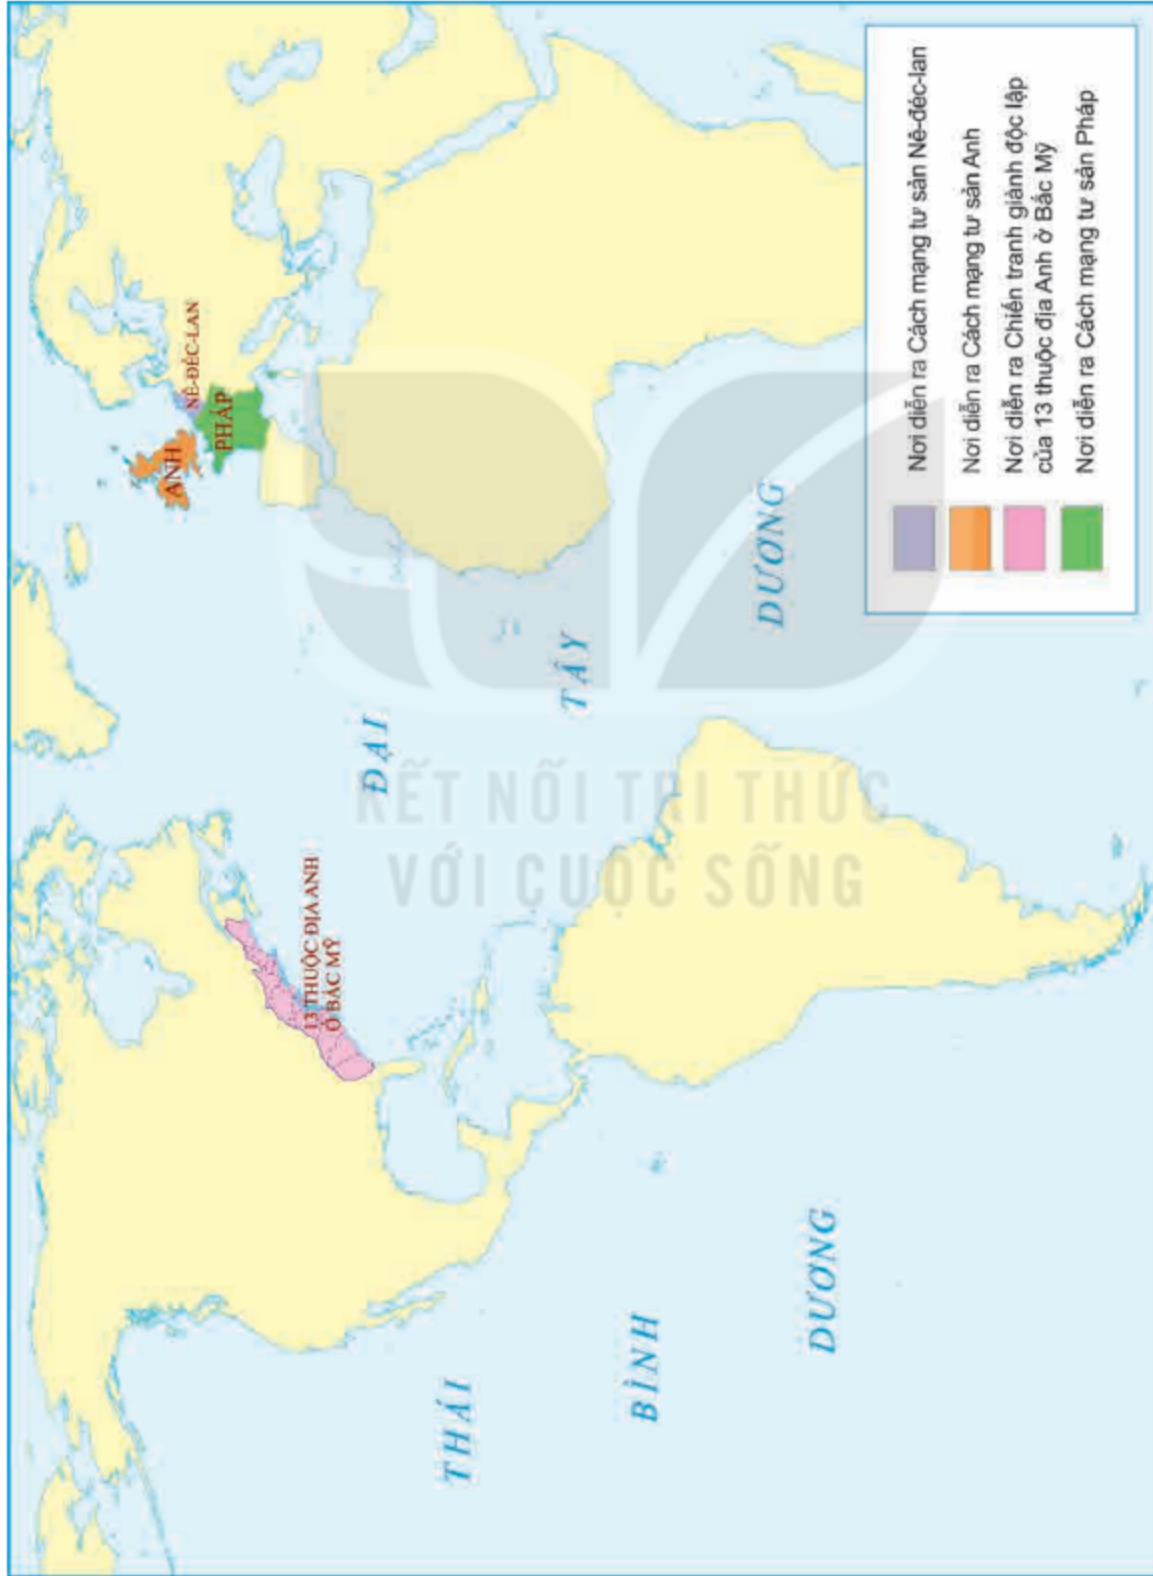 NÊ-ĐÉC-LAN
ANH
PHÁP
13 THUỘC ĐỊA ANH
Ở BẮC MỸ
ĐẠI
TÂY
DƯƠNG
THÁI
BÌNH
DƯƠNG
KẾT NỐI TRI THỨC
VỚI CUỘC SỐNG
Nơi diễn ra Cách mạng tư sản Nê-đéc-lan
Nơi diễn ra Cách mạng tư sản Anh
Nơi diễn ra Chiến tranh giành độc lập
của 13 thuộc địa Anh ở Bắc Mỹ
Nơi diễn ra Cách mạng tư sản Pháp